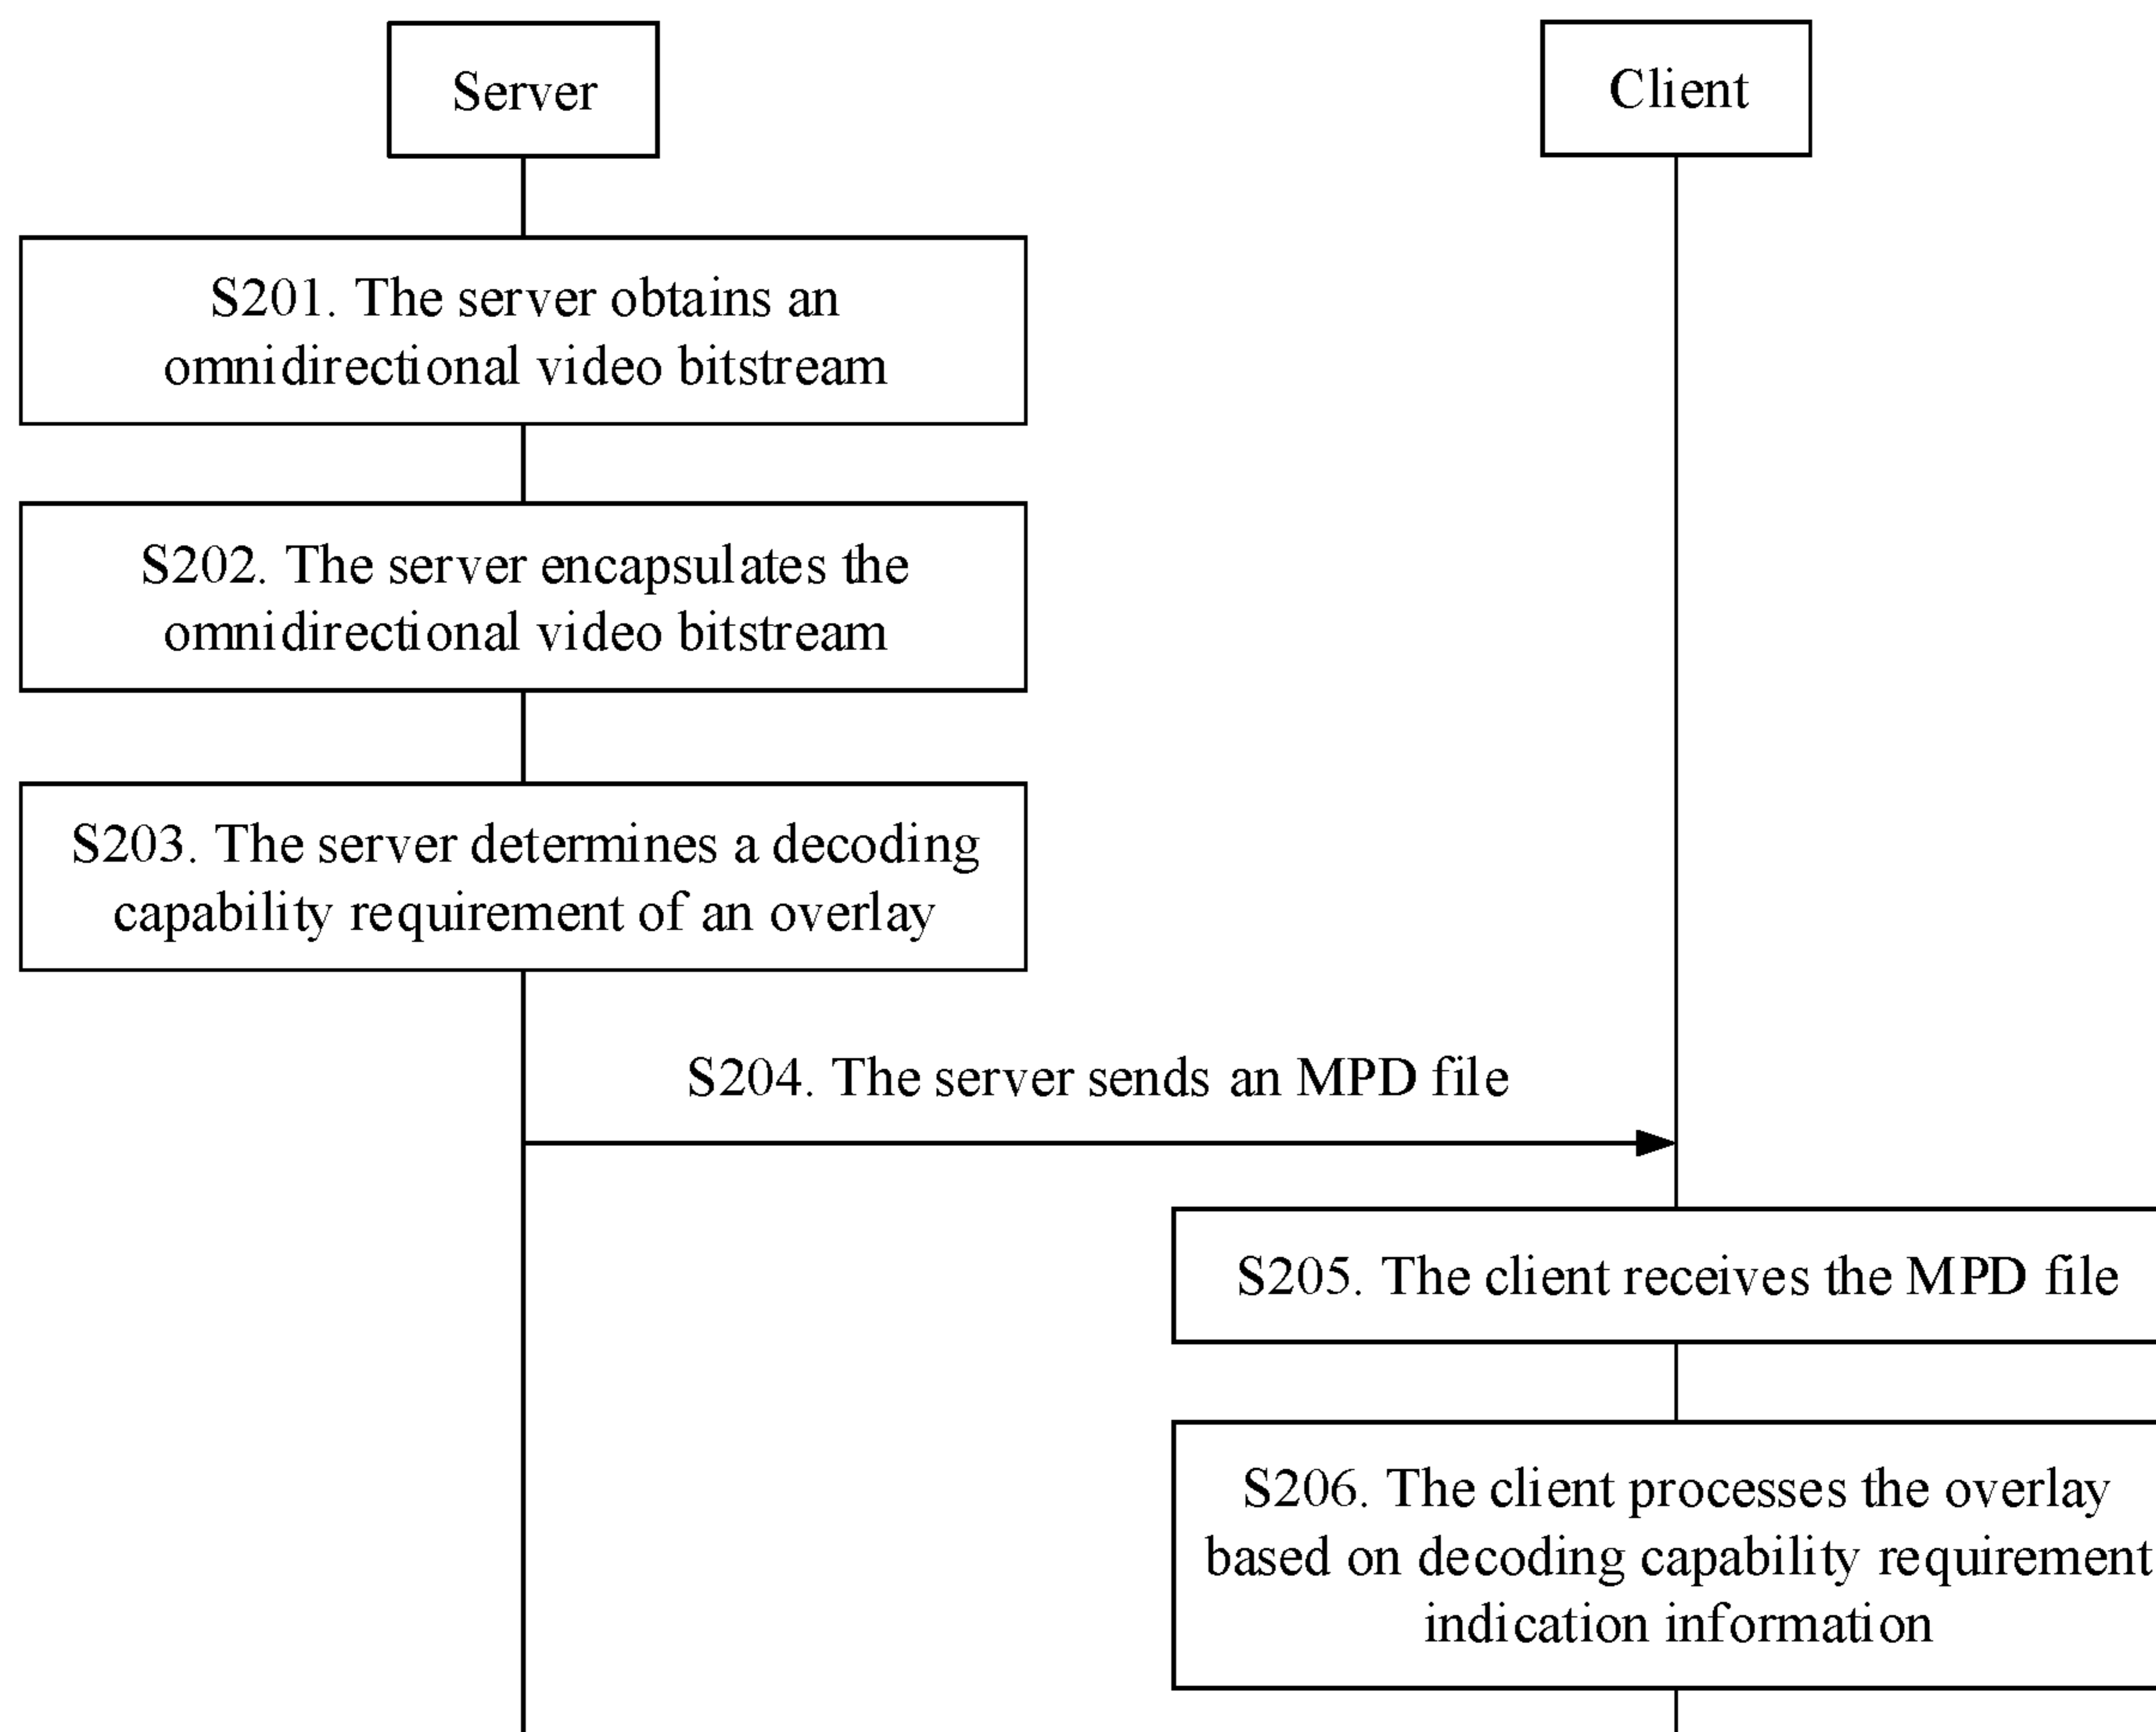 Server
Client
S201. The server obtains an
omnidirectional video bitstream
S202. The server encapsulates the
omnidirectional video bitstream
S203. The server determines a decoding
capability requirement of an overlay
S204. The server sends an MPD file
S205. The client receives the MPD file
S206. The client processes the overlay
based on decoding capability requirement
indication information